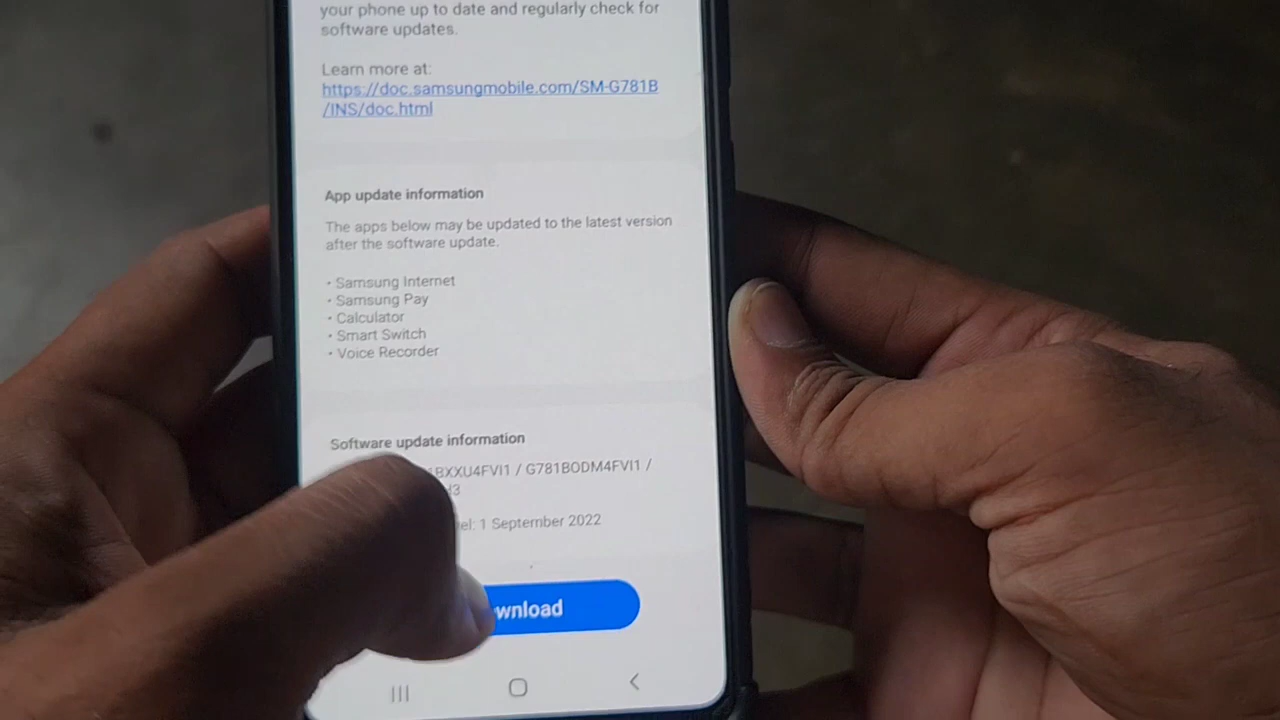 your phone up to date and regularly check for
software updates.
Learn more at:
https://doc.samsungmobile.com/SM-G781B
/INS/doc.html
App update information
The apps below may be updated to the latest version
after the software update.
• Samsung Internet
• Samsung Pay
• Calculator
• Smart Switch
• Voice Recorder
Software update information
/ G781BODM4FVI1 /
1 September 2022